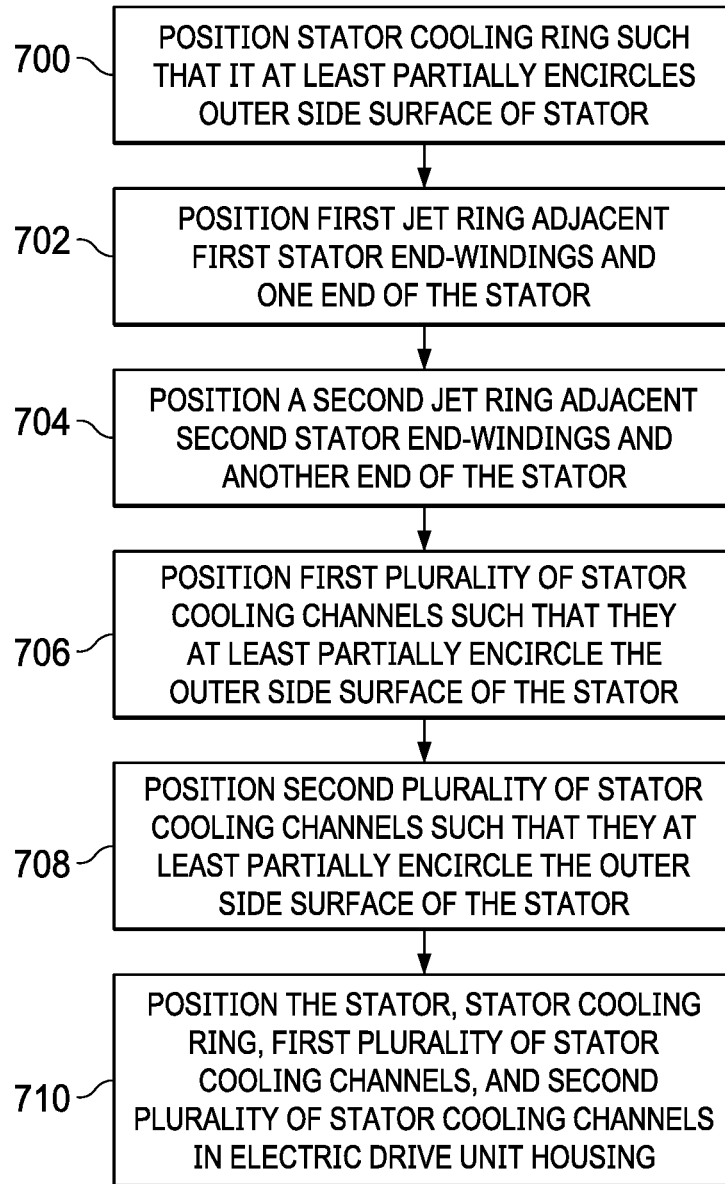 700
POSITION STATOR COOLING RING SUCH
THAT IT AT LEAST PARTIALLY ENCIRCLES
OUTER SIDE SURFACE OF STATOR
702
POSITION FIRST JET RING ADJACENT
FIRST STATOR END-WINDINGS AND
ONE END OF THE STATOR
704
POSITION A SECOND JET RING ADJACENT
SECOND STATOR END-WINDINGS AND
ANOTHER END OF THE STATOR
706
POSITION FIRST PLURALITY OF STATOR
COOLING CHANNELS SUCH THAT THEY
AT LEAST PARTIALLY ENCIRCLE THE
OUTER SIDE SURFACE OF THE STATOR
708
POSITION SECOND PLURALITY OF STATOR
COOLING CHANNELS SUCH THAT THEY AT
LEAST PARTIALLY ENCIRCLE THE OUTER
SIDE SURFACE OF THE STATOR
710
POSITION THE STATOR, STATOR COOLING
RING, FIRST PLURALITY OF STATOR
COOLING CHANNELS, AND SECOND
PLURALITY OF STATOR COOLING CHANNELS
IN ELECTRIC DRIVE UNIT HOUSING